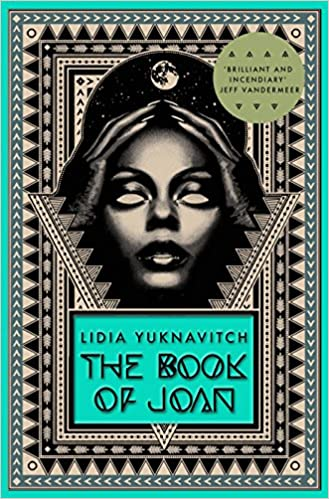 'BRILLIANT AND
INCENDIARY'
JEFF VANDERMEER
LIDIA YUKNAVITCH
THE BOOK
OF JOAN